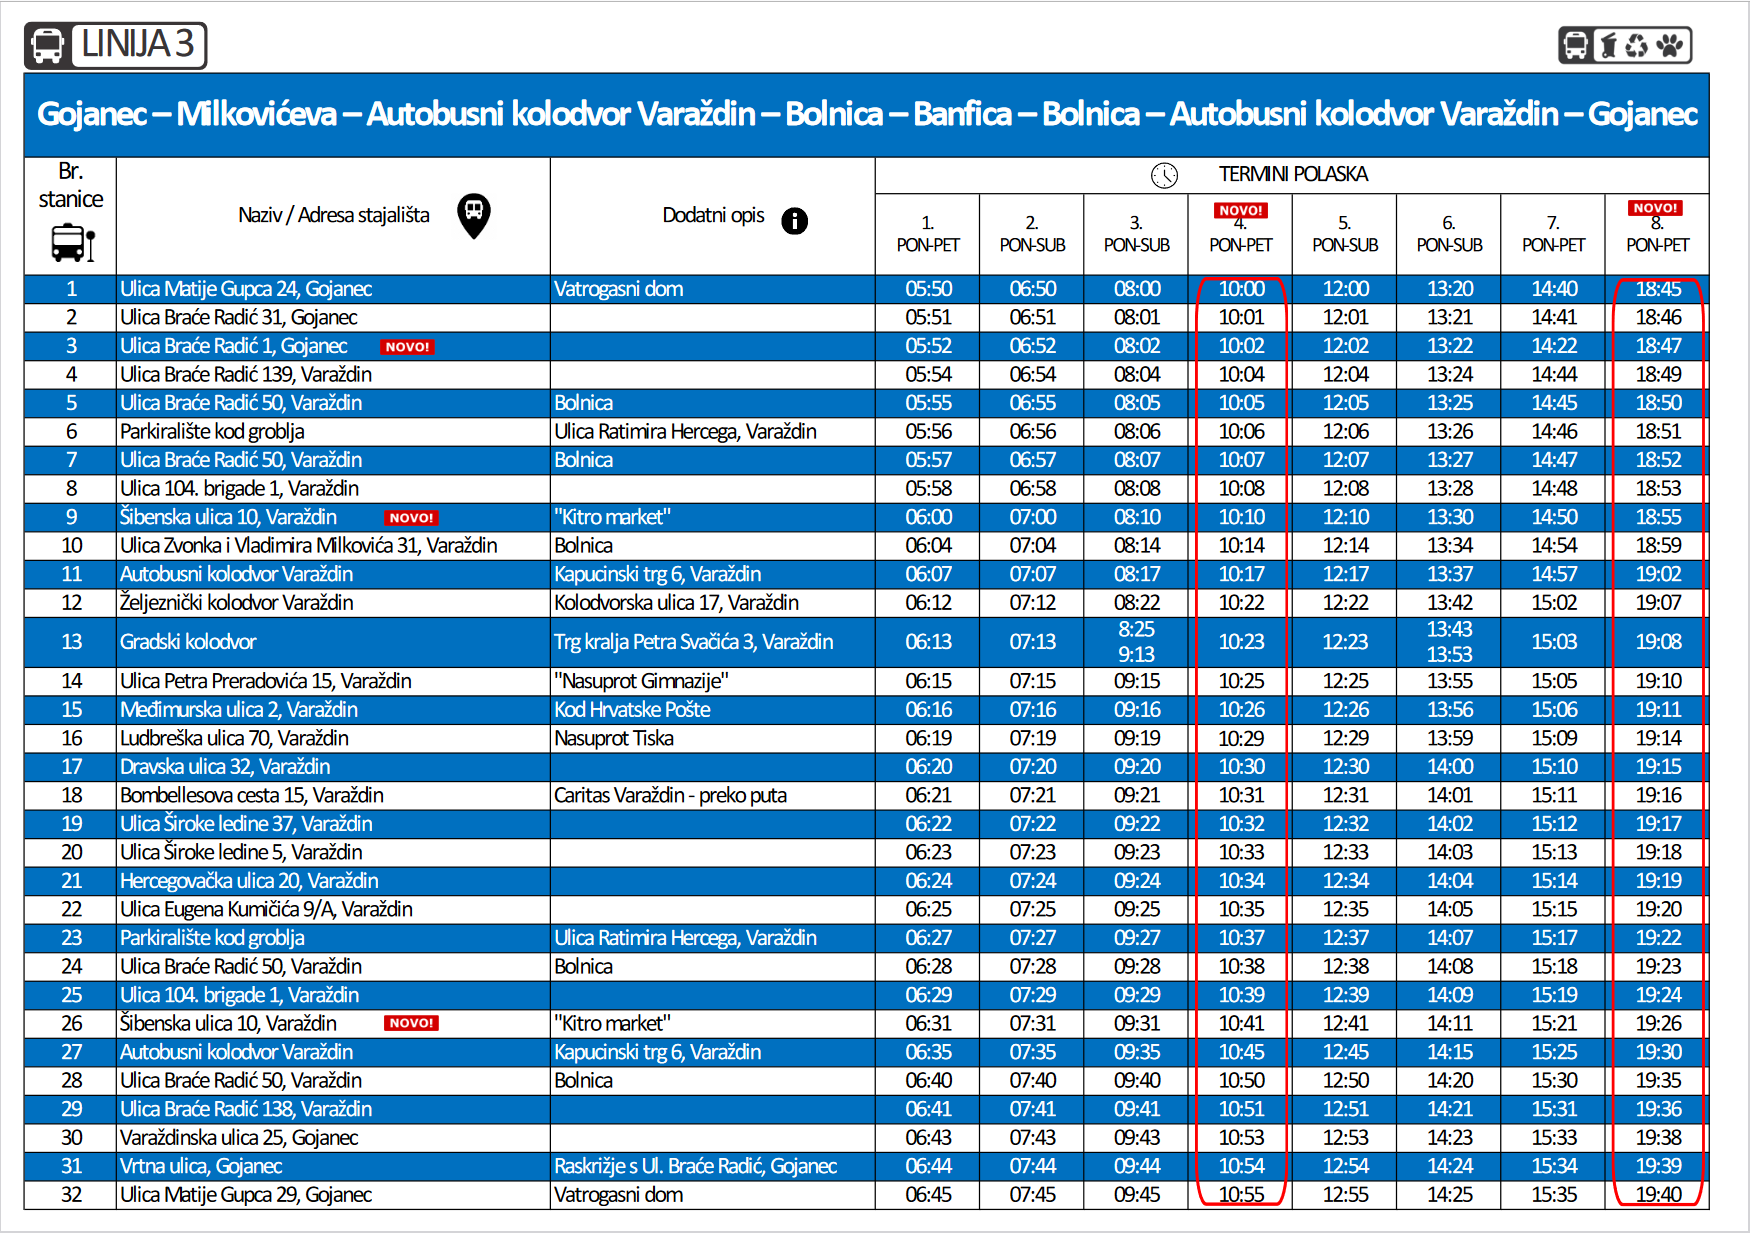 LINIJA 3
Gojanec – Milkovićeva – Autobusni kolodvor Varaždin – Bolnica – Banfica – Bolnica – Autobusni kolodvor Varaždin – Gojanec
Br. stanice Naziv / Adresa stajališta Dodatni opis TERMINI POLASKA
NOVO! NOVO!
1. 2. 3. 4. 5. 6. 7. 8.
PON-PET PON-SUB PON-SUB PON-PET PON-SUB PON-SUB PON-PET PON-PET
1 Ulica Matije Gupca 24, Gojanec Vatrogasni dom 05:50 06:50 08:00 10:00 12:00 13:20 14:40 18:45
2 Ulica Braće Radić 31, Gojanec 05:51 06:51 08:01 10:01 12:01 13:21 14:41 18:46
3 Ulica Braće Radić 1, Gojanec NOVO! 05:52 06:52 08:02 10:02 12:02 13:22 14:22 18:47
4 Ulica Braće Radić 139, Varaždin 05:54 06:54 08:04 10:04 12:04 13:24 14:44 18:49
5 Ulica Braće Radić 50, Varaždin Bolnica 05:55 06:55 08:05 10:05 12:05 13:25 14:45 18:50
6 Parkiralište kod groblja Ulica Ratimira Hercega, Varaždin 05:56 06:56 08:06 10:06 12:06 13:26 14:46 18:51
7 Ulica Braće Radić 50, Varaždin Bolnica 05:57 06:57 08:07 10:07 12:07 13:27 14:47 18:52
8 Ulica 104. brigade 1, Varaždin 05:58 06:58 08:08 10:08 12:08 13:28 14:48 18:53
9 Šibenska ulica 10, Varaždin NOVO! "Kitro market" 06:00 07:00 08:10 10:10 12:10 13:30 14:50 18:55
10 Ulica Zvonka i Vladimira Milkovića 31, Varaždin Bolnica 06:04 07:04 08:14 10:14 12:14 13:34 14:54 18:59
11 Autobusni kolodvor Varaždin Kapucinski trg 6, Varaždin 06:07 07:07 08:17 10:17 12:17 13:37 14:57 19:02
12 Željeznički kolodvor Varaždin Kolodvorska ulica 17, Varaždin 06:12 07:12 08:22 10:22 12:22 13:42 15:02 19:07
13 Gradski kolodvor Trg kralja Petra Svačića 3, Varaždin 06:13 07:13 8:25 9:13 10:23 12:23 13:43 13:53 15:03 19:08
14 Ulica Petra Preradovića 15, Varaždin "Nasuprot Gimnazije" 06:15 07:15 09:15 10:25 12:25 13:55 15:05 19:10
15 Međimurska ulica 2, Varaždin Kod Hrvatske Pošte 06:16 07:16 09:16 10:26 12:26 13:56 15:06 19:11
16 Ludbreška ulica 70, Varaždin Nasuprot Tiska 06:19 07:19 09:19 10:29 12:29 13:59 15:09 19:14
17 Dravska ulica 32, Varaždin 06:20 07:20 09:20 10:30 12:30 14:00 15:10 19:15
18 Bombellesova cesta 15, Varaždin Caritas Varaždin - preko puta 06:21 07:21 09:21 10:31 12:31 14:01 15:11 19:16
19 Ulica Široke ledine 37, Varaždin 06:22 07:22 09:22 10:32 12:32 14:02 15:12 19:17
20 Ulica Široke ledine 5, Varaždin 06:23 07:23 09:23 10:33 12:33 14:03 15:13 19:18
21 Hercegovačka ulica 20, Varaždin 06:24 07:24 09:24 10:34 12:34 14:04 15:14 19:19
22 Ulica Eugena Kumičića 9/A, Varaždin 06:25 07:25 09:25 10:35 12:35 14:05 15:15 19:20
23 Parkiralište kod groblja Ulica Ratimira Hercega, Varaždin 06:27 07:27 09:27 10:37 12:37 14:07 15:17 19:22
24 Ulica Braće Radić 50, Varaždin Bolnica 06:28 07:28 09:28 10:38 12:38 14:08 15:18 19:23
25 Ulica 104. brigade 1, Varaždin 06:29 07:29 09:29 10:39 12:39 14:09 15:19 19:24
26 Šibenska ulica 10, Varaždin NOVO! "Kitro market" 06:31 07:31 09:31 10:41 12:41 14:11 15:21 19:26
27 Autobusni kolodvor Varaždin Kapucinski trg 6, Varaždin 06:35 07:35 09:35 10:45 12:45 14:15 15:25 19:30
28 Ulica Braće Radić 50, Varaždin Bolnica 06:40 07:40 09:40 10:50 12:50 14:20 15:30 19:35
29 Ulica Braće Radić 138, Varaždin 06:41 07:41 09:41 10:51 12:51 14:21 15:31 19:36
30 Varaždinska ulica 25, Gojanec 06:43 07:43 09:43 10:53 12:53 14:23 15:33 19:38
31 Vrtna ulica, Gojanec Raskrižje s Ul. Braće Radić, Gojanec 06:44 07:44 09:44 10:54 12:54 14:24 15:34 19:39
32 Ulica Matije Gupca 29, Gojanec Vatrogasni dom 06:45 07:45 09:45 10:55 12:55 14:25 15:35 19:40